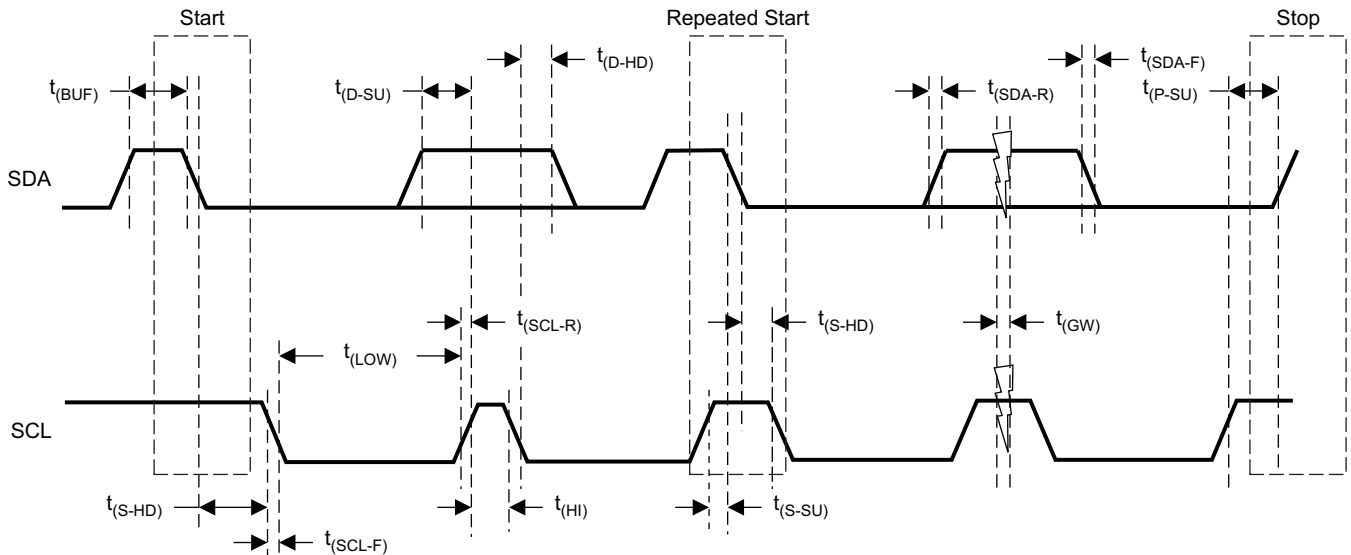 Start
Repeated Start
Stop
t(BUF)
t(D-SU)
t(D-HD)
t(SDA-R)
t(SDA-F)
t(P-SU)
SDA
t(LOW)
t(SCL-R)
t(S-HD)
t(GW)
SCL
t(S-HD)
t(SCL-F)
t(HI)
t(S-SU)